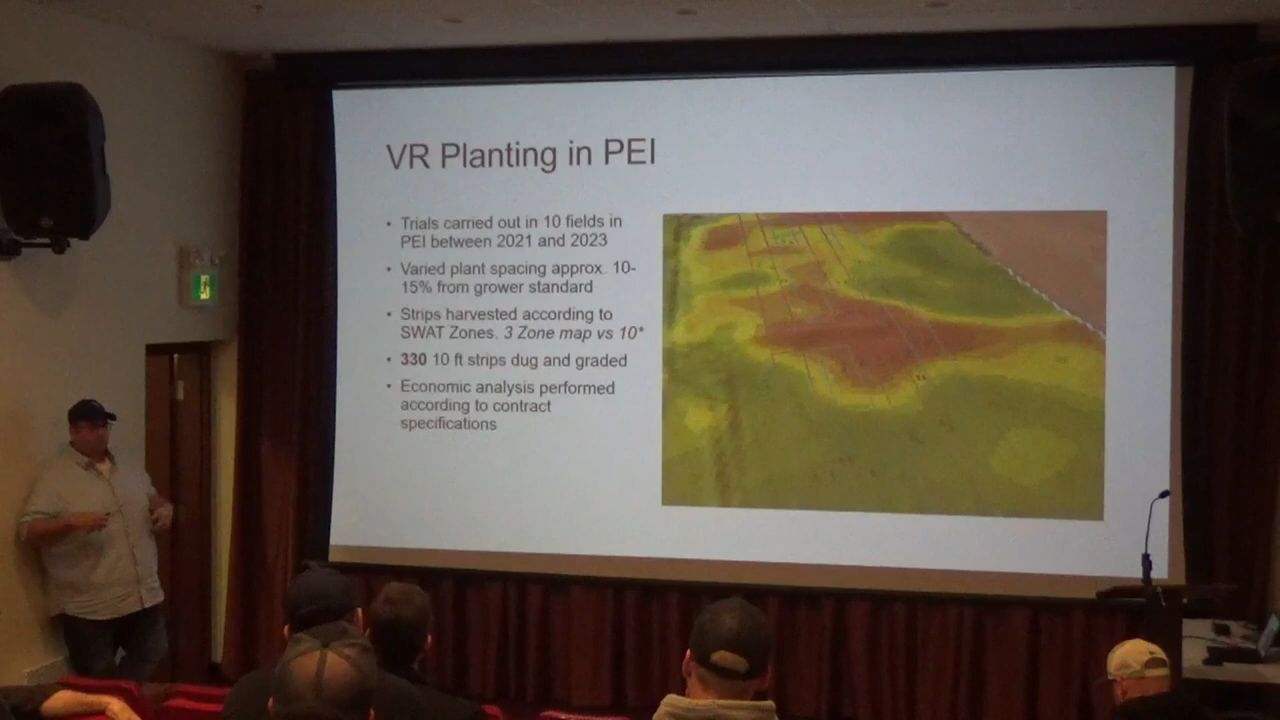 VR Planting in PEI
• Trials carried out in 10 fields in
PEI between 2021 and 2023
• Varied plant spacing approx. 10-
15% from grower standard
• Strips harvested according to
SWAT Zones. 3 Zone map vs 10*
• 330 10 ft strips dug and graded
• Economic analysis performed
according to contract
specifications